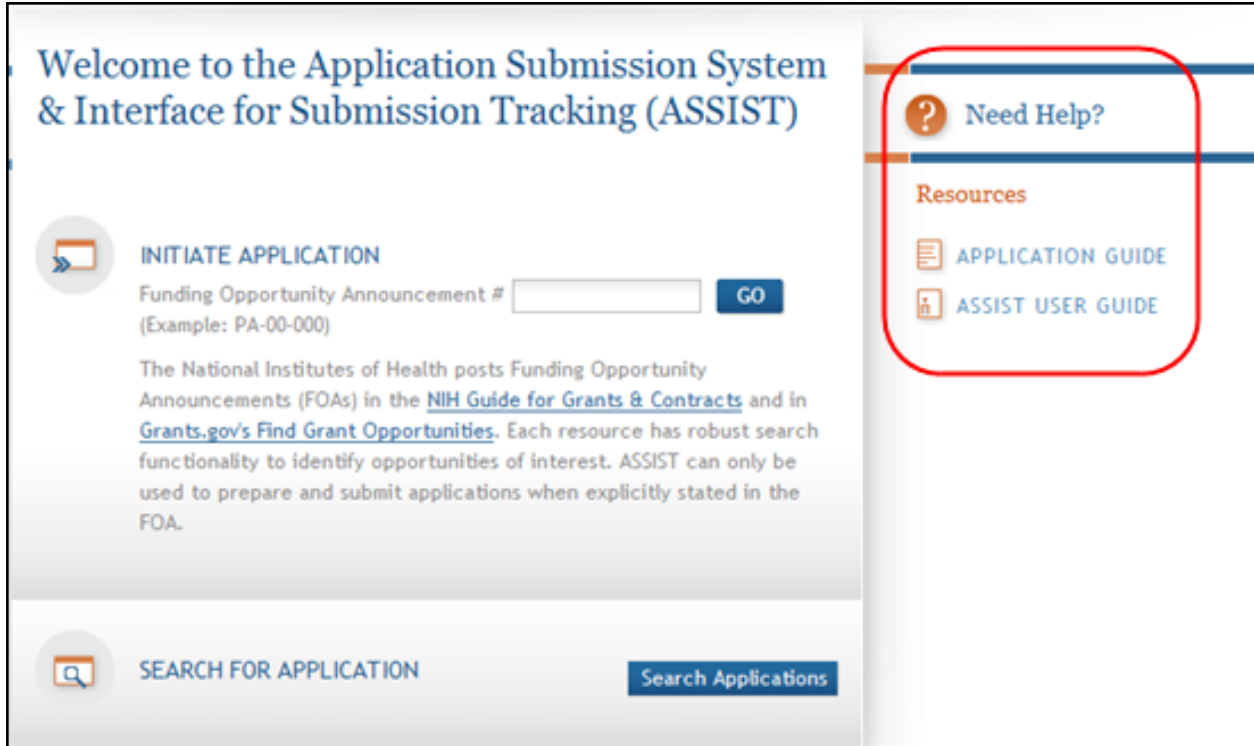 Welcome to the Application Submission System
& Interface for Submission Tracking (ASSIST)
INITIATE APPLICATION
Funding Opportunity Announcement # GO
(Example: PA-00-000)
The National Institutes of Health posts Funding Opportunity
Announcements (FOAs) in the NIH Guide for Grants & Contracts and in
Grants.gov's Find Grant Opportunities. Each resource has robust search
functionality to identify opportunities of interest. ASSIST can only be
used to prepare and submit applications when explicitly stated in the
FOA.
SEARCH FOR APPLICATION Search Applications
? Need Help?
Resources
APPLICATION GUIDE
ASSIST USER GUIDE